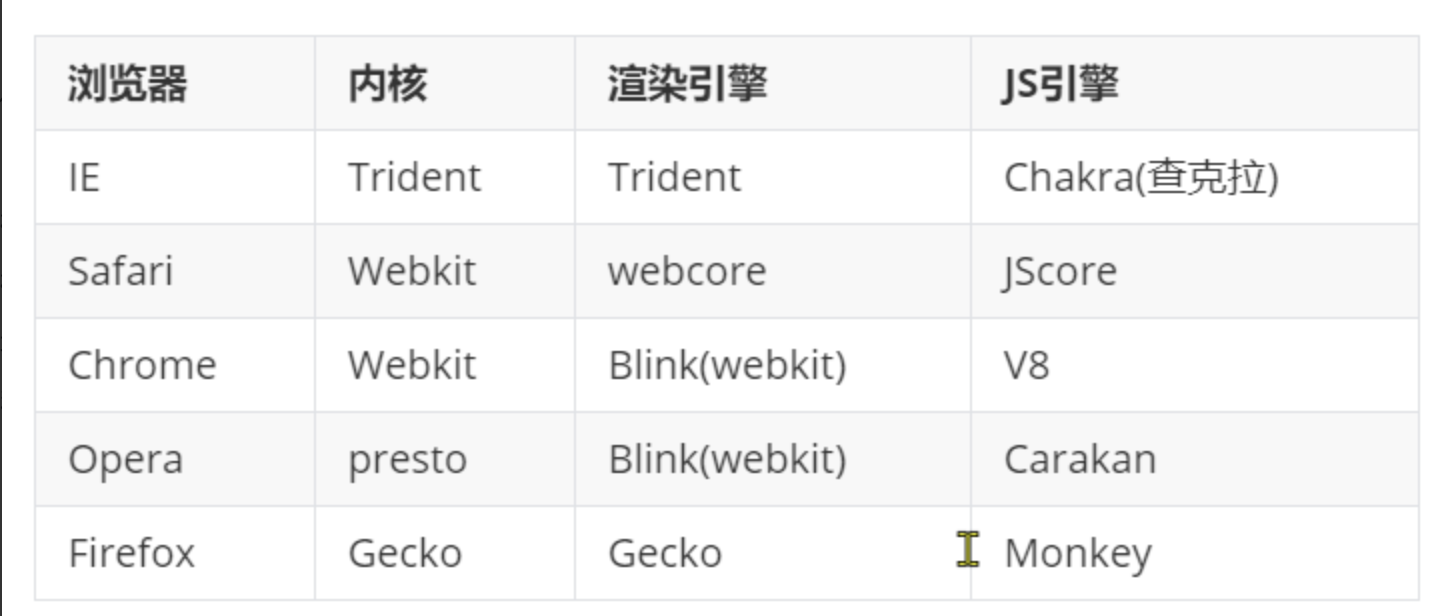 浏览器 内核 渲染引擎 JS引擎
IE Trident Trident Chakra(查克拉)
Safari Webkit webcore JScore
Chrome Webkit Blink(webkit) V8
Opera presto Blink(webkit) Carakan
Firefox Gecko Gecko Monkey